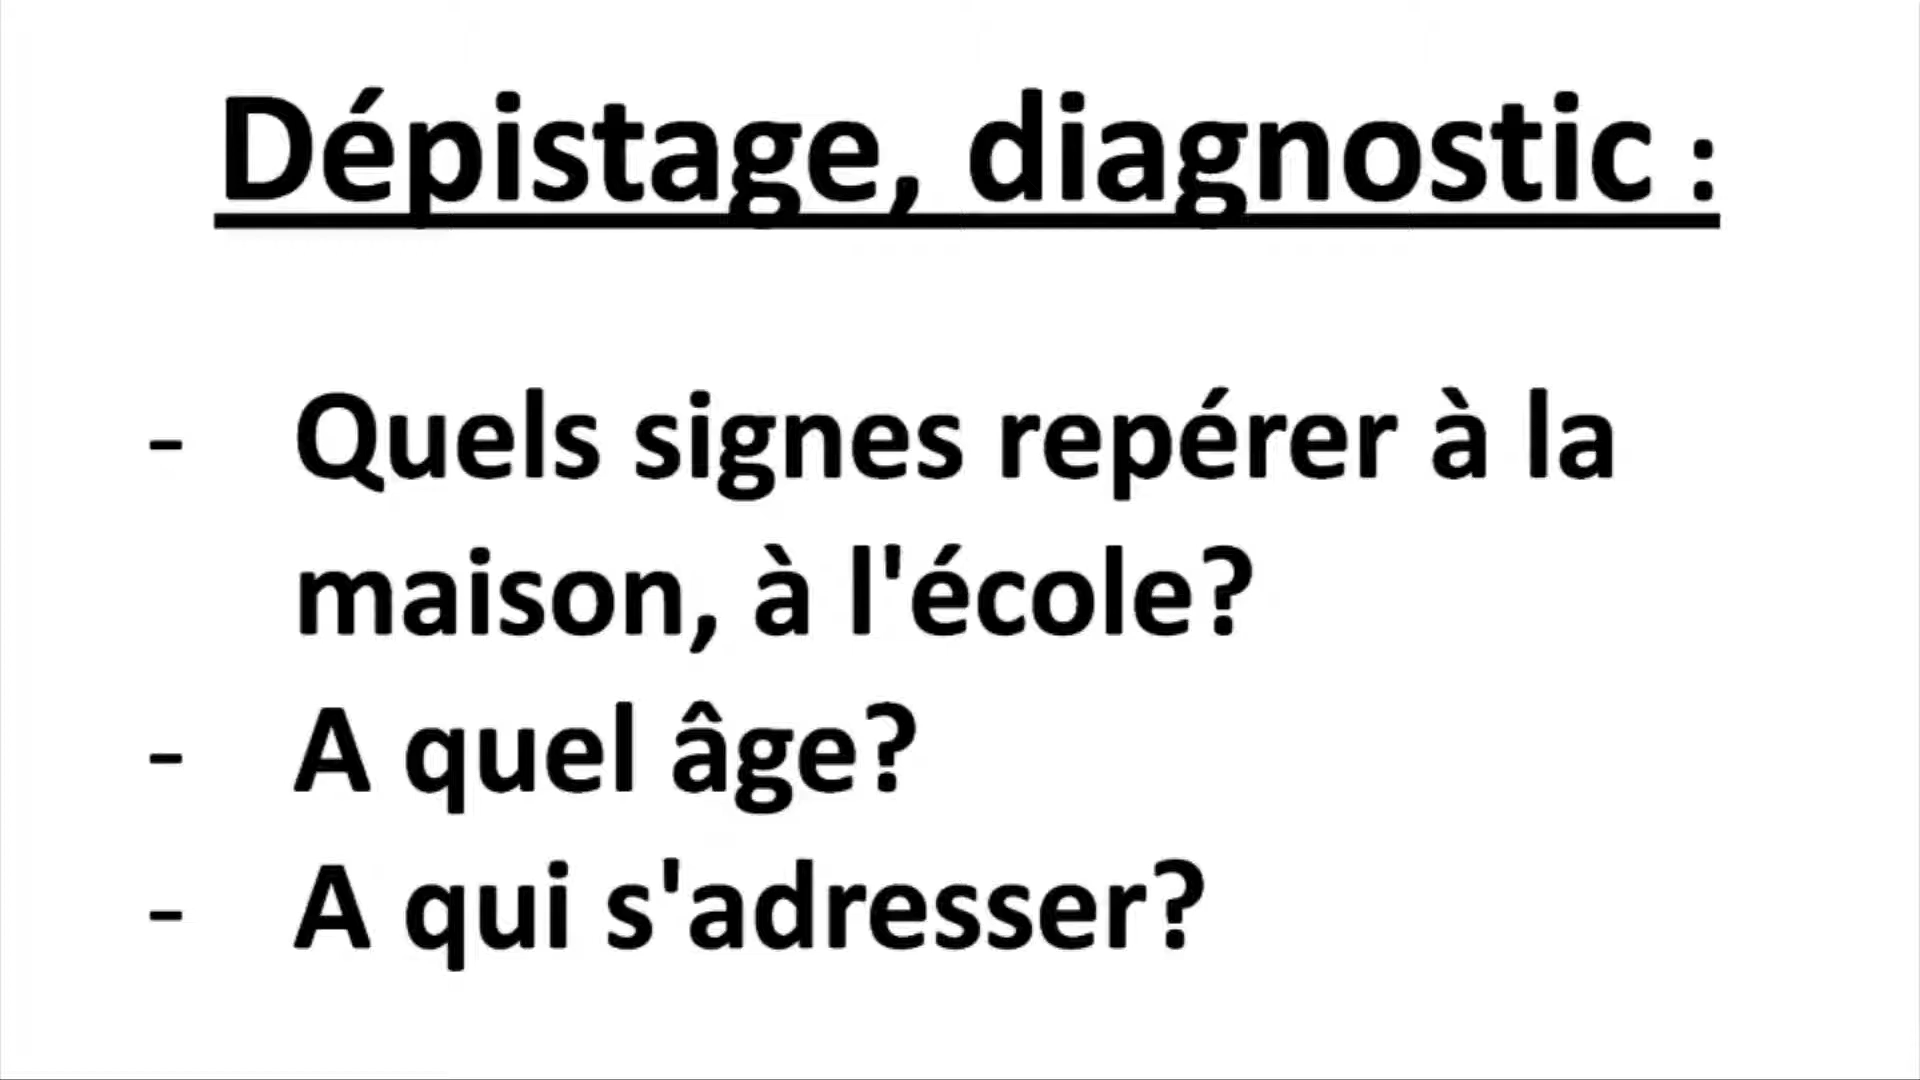 Dépistage, diagnostic :
- Quels signes repérer à la
maison, à l'école?
- A quel âge?
- A qui s'adresser?